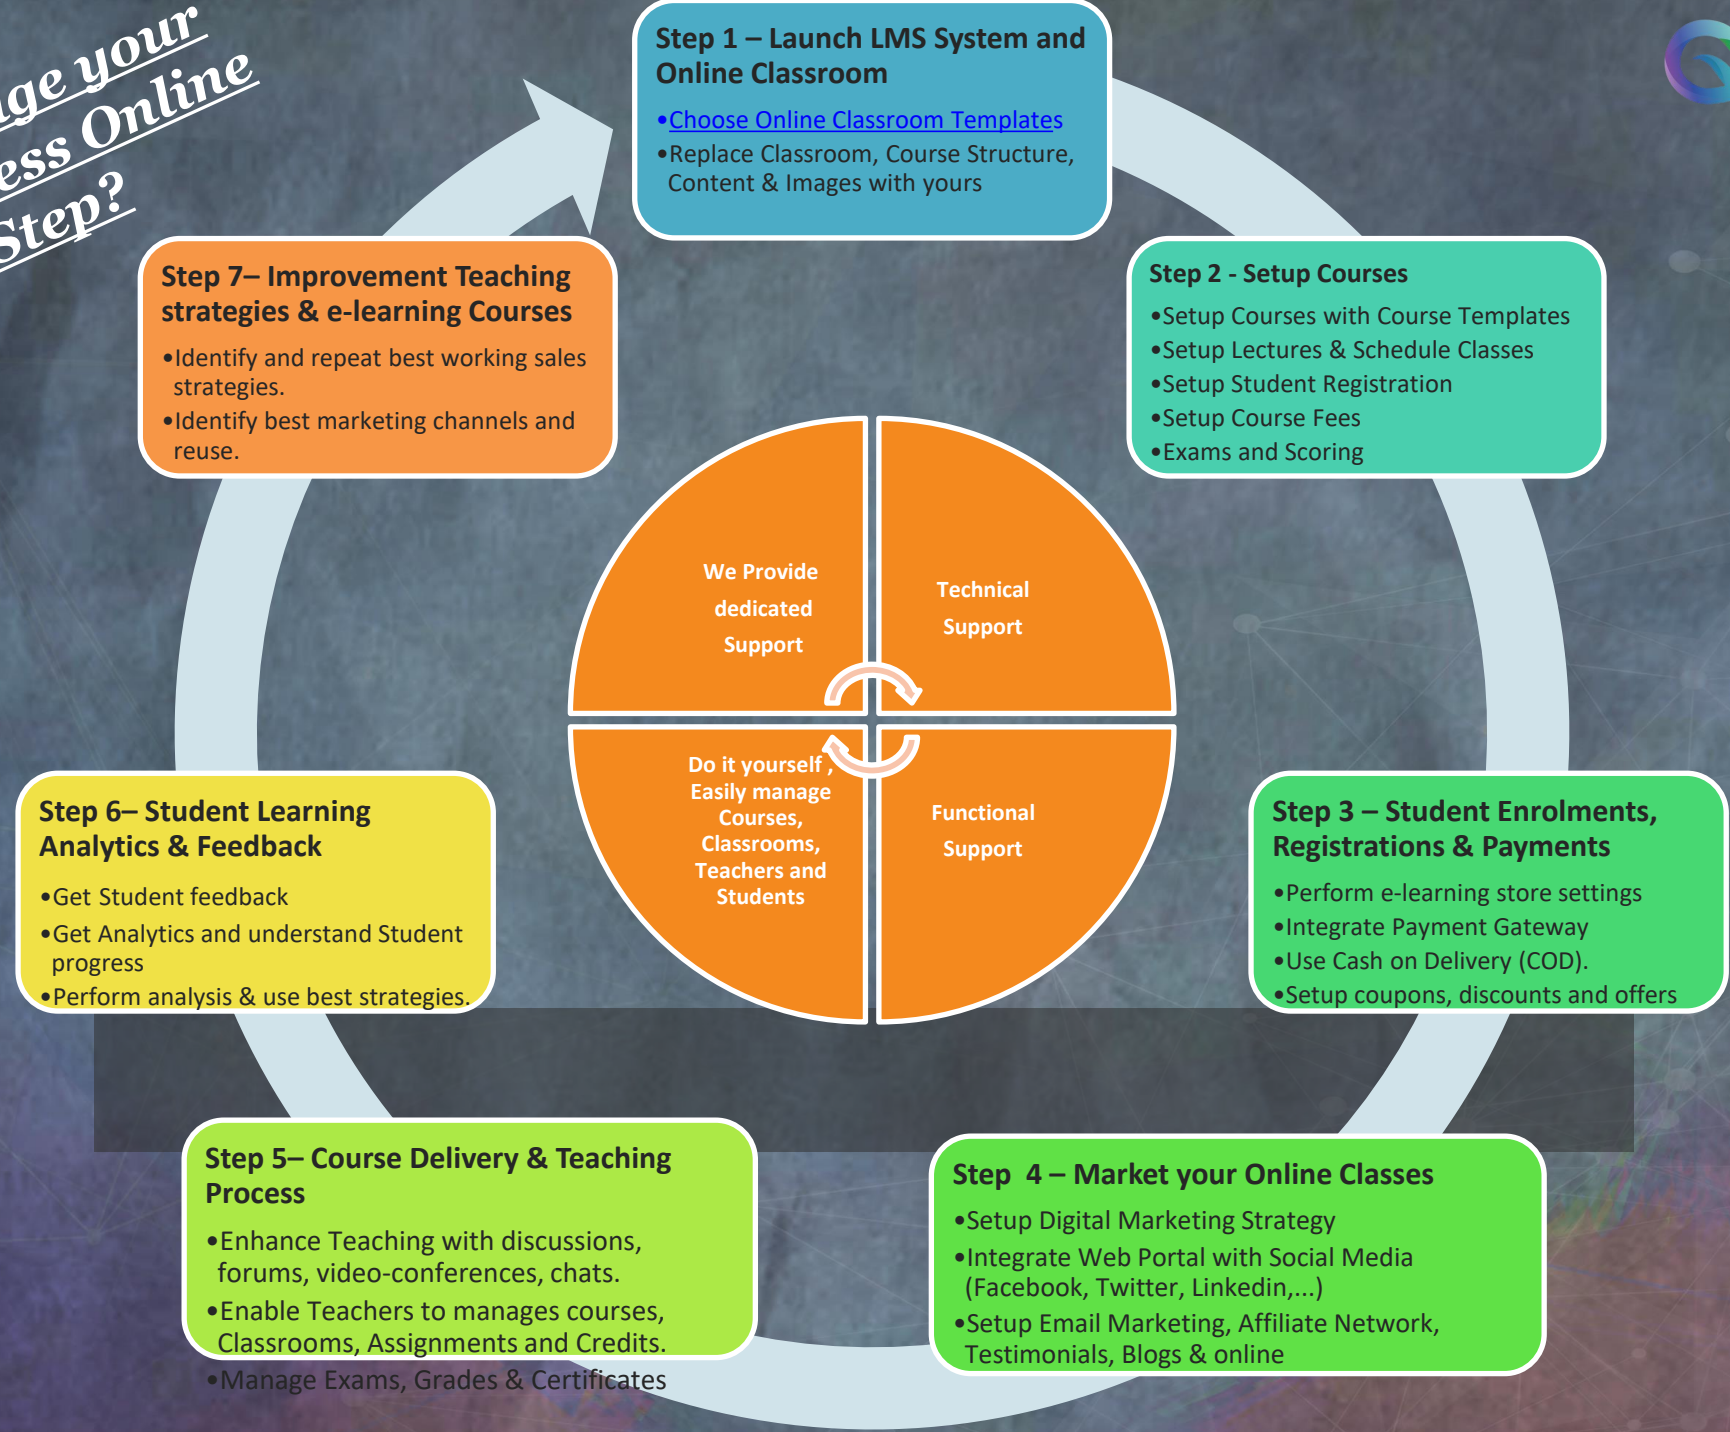 your
Online
Step?
Step 1 – Launch LMS System and
Online Classroom
•Choose Online Classroom Templates
•Replace Classroom, Course Structure,
Content & Images with yours
Step 2 - Setup Courses
•Setup Courses with Course Templates
•Setup Lectures & Schedule Classes
•Setup Student Registration
•Setup Course Fees
•Exams and Scoring
Step 3 – Student Enrolments,
Registrations & Payments
•Perform e-learning store settings
•Integrate Payment Gateway
•Use Cash on Delivery (COD).
•Setup coupons, discounts and offers
Step  4 – Market your Online Classes
•Setup Digital Marketing Strategy
•Integrate Web Portal with Social Media
(Facebook, Twitter, Linkedin,...)
•Setup Email Marketing, Affiliate Network,
Testimonials, Blogs & online
Step 5– Course Delivery & Teaching
Process
•Enhance Teaching with discussions,
forums, video-conferences, chats.
•Enable Teachers to manages courses,
Classrooms, Assignments and Credits.
•Manage Exams, Grades & Certificates
Step 6– Student Learning
Analytics & Feedback
•Get Student feedback
•Get Analytics and understand Student
progress
•Perform analysis & use best strategies.
Step 7– Improvement Teaching
strategies & e-learning Courses
•Identify and repeat best working sales
strategies.
•Identify best marketing channels and
reuse.
We Provide
dedicated
Support
Technical
Support
Do it yourself ,
Easily manage
Courses,
Classrooms,
Teachers and
Students
Functional
Support